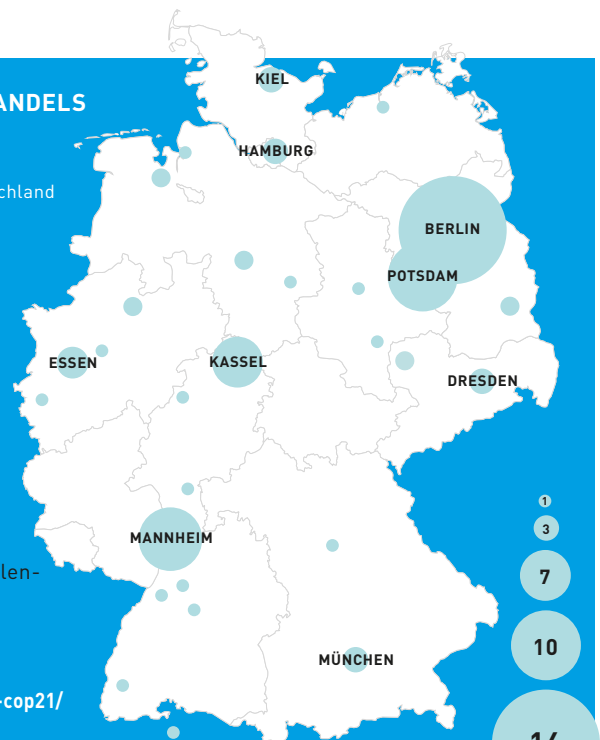 ANDELS
chland
KIEL
HAMBURG
BERLIN
POTSDAM
ESSEN
KASSEL
DRESDEN
MANNHEIM
MÜNCHEN
len-
-cop21/
1
3
7
10